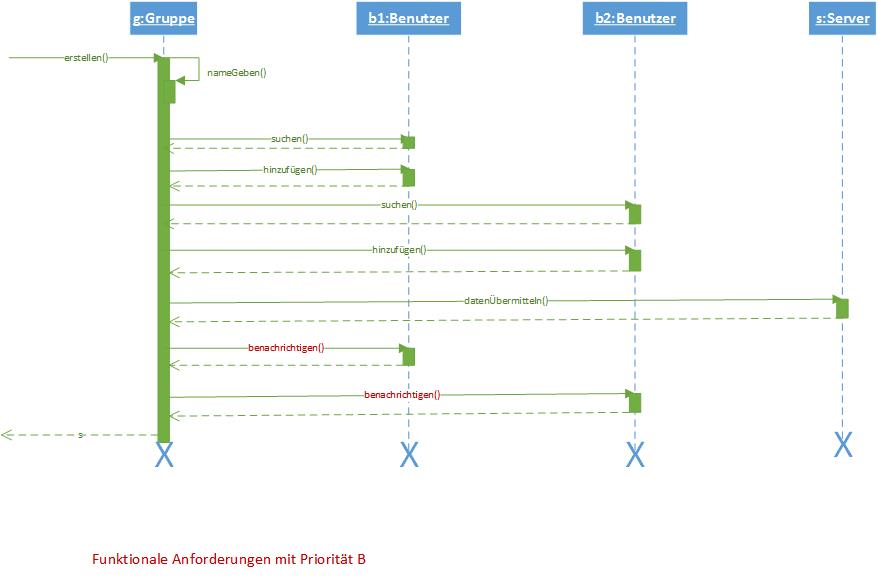 g:Gruppe
b1:Benutzer
b2:Benutzer
s:Server
erstellen()
nameGeben()
suchen()
hinzufügen()
suchen()
hinzufügen()
datenÜbermitteln()
benachrichtigen()
benachrichtigen()
s
X
X
X
X
Funktionale Anforderungen mit Priorität B